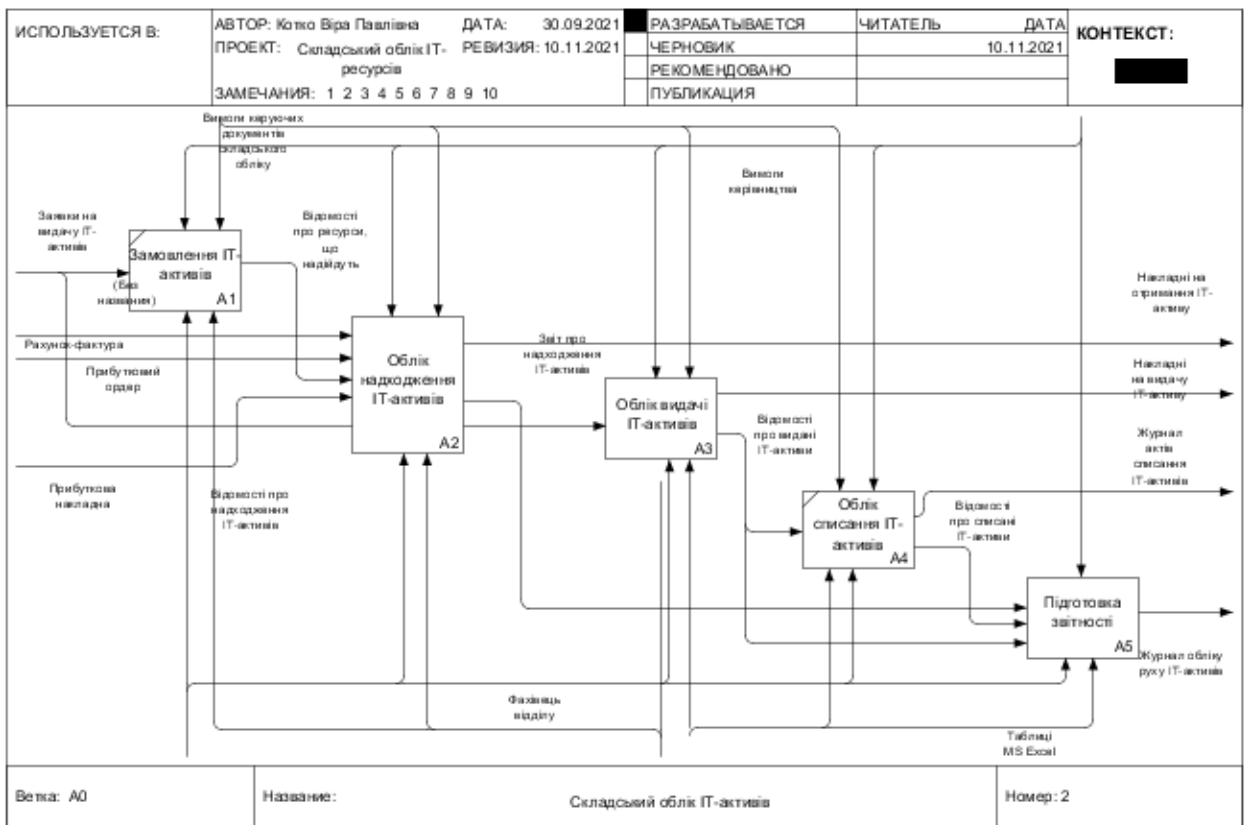 ИСПОЛЬЗУЕТСЯ В:
АВТОР: Котко Віра Павлівна
ДАТА: 30.09.2021
ПРОЕКТ: Складський облік ІТ-
ресурсів
РЕВИЗИЯ: 10.11.2021
ЗАМЕЧАНИЯ: 1 2 3 4 5 6 7 8 9 10
РАЗРАБАТЫВАЕТСЯ
ЧЕРНОВИК
РЕКОМЕНДОВАНО
ПУБЛИКАЦИЯ
ЧИТАТЕЛЬ
ДАТА
10.11.2021
КОНТЕКСТ:
Вимоги керуючих
документів
складського
обліку
Вимоги
керівництва
Заявки на
видачу ІТ-
активів
Відомості
про ресурси,
що
надійдуть
Замовлення ІТ-
активів
A1
(Без
названия)
Накладні на
отримання ІТ-
активу
Рахунок-фактура
Прибутковий
ордер
Облік
надходження
ІТ-активів
A2
Звіт про
надходження
ІТ-активів
Накладні
на видачу
ІТ-активу
Облік видачі
ІТ-активів
A3
Відомості
про видані
ІТ-активи
Журнал
актів
списання
ІТ-активів
Прибуткова
накладна
Відомості про
надходження
ІТ-активів
Облік
списання ІТ-
активів
A4
Відомості
про списані
ІТ-активи
Підготовка
звітності
A5
Журнал обліку
руху ІТ-активів
Фахівець
відділу
Таблиці
MS Excel
Ветка: A0
Название:
Складський облік ІТ-активів
Номер: 2